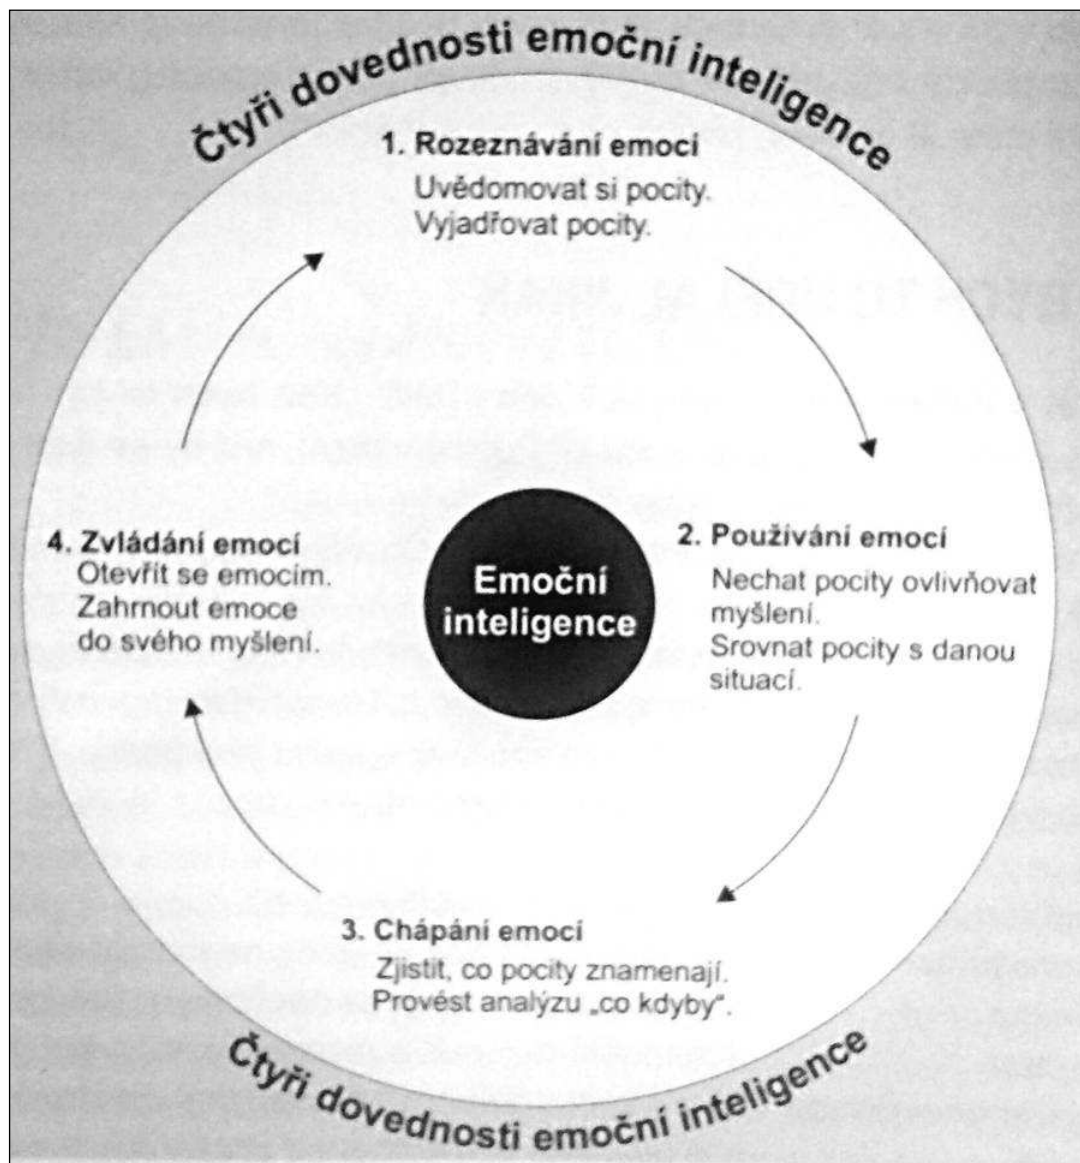 Čtyři dovednosti emoční inteligence
1. Rozeznávání emocí
Uvědomovat si pocity.
Vyjadřovat pocity.
2. Používání emocí
Nechat pocity ovlivňovat
myšlení.
Srovnat pocity s danou
situací.
3. Chápání emocí
Zjistit, co pocity znamenají.
Provést analýzu „co kdyby“.
4. Zvládání emocí
Otevřít se emocím.
Zahrnout emoce
do svého myšlení.
Emoční
inteligence
Čtyři dovednosti emoční inteligence